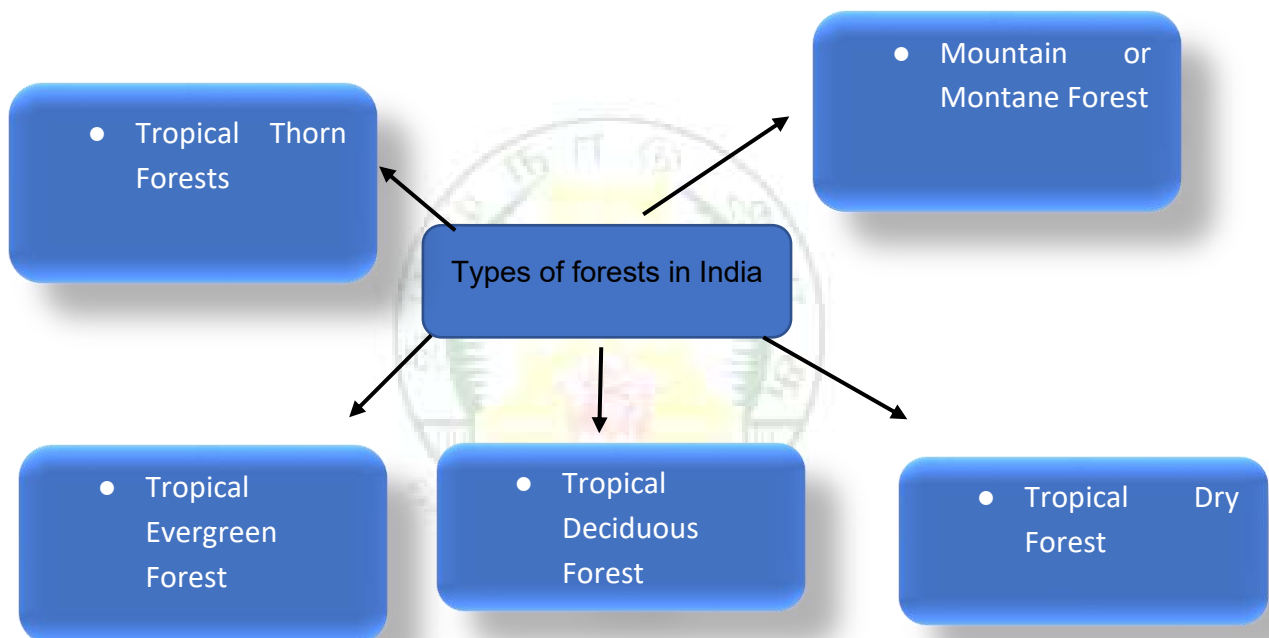 ● Mountain or
Montane Forest
● Tropical Thorn
Forests
Types of forests in India
● Tropical
Evergreen
Forest
● Tropical
Deciduous
Forest
● Tropical Dry
Forest